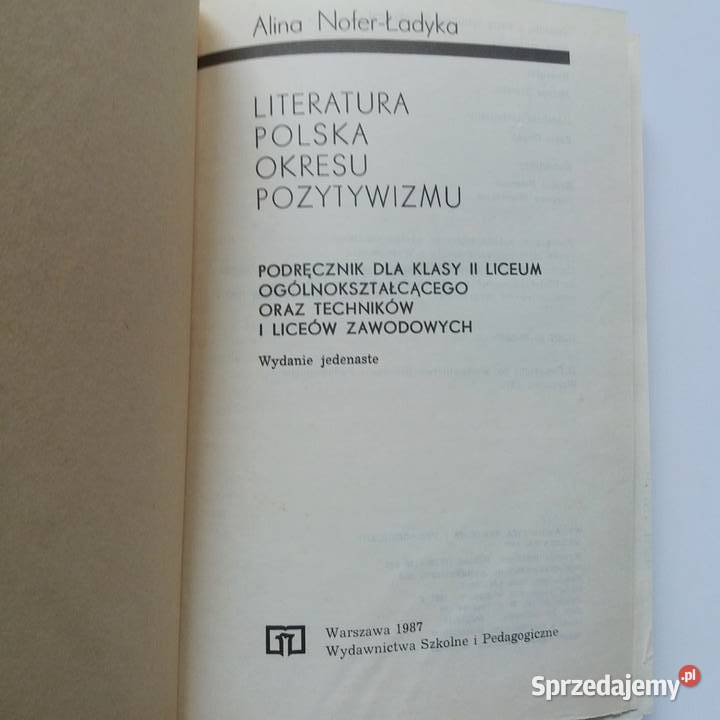 Alina Nofer-Ładyka
LITERATURA
POLSKA
OKRESU
POZYTYWIZMU
PODRĘCZNIK DLA KLASY II LICEUM
OGÓLNOKSZTAŁCĄCEGO
ORAZ TECHNIKÓW
I LICEÓW ZAWODOWYCH
Wydanie jedenaste
Warszawa 1987
Wydawnictwa Szkolne i Pedagogiczne
Sprzedajemy.pl